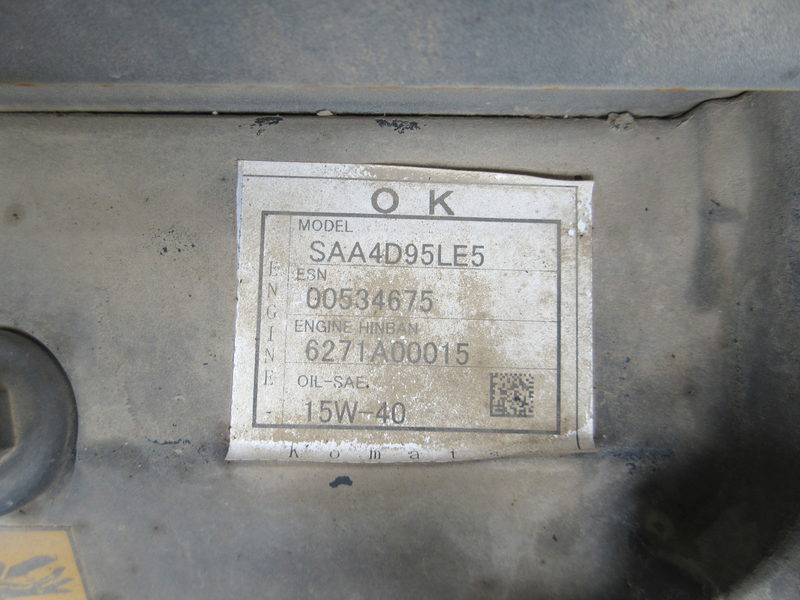 OK
MODEL
SAA4D95LE5
ESN
00534675
ENGINE HINBAN
6271A00015
OIL-SAE.
15W-40
ENGINE